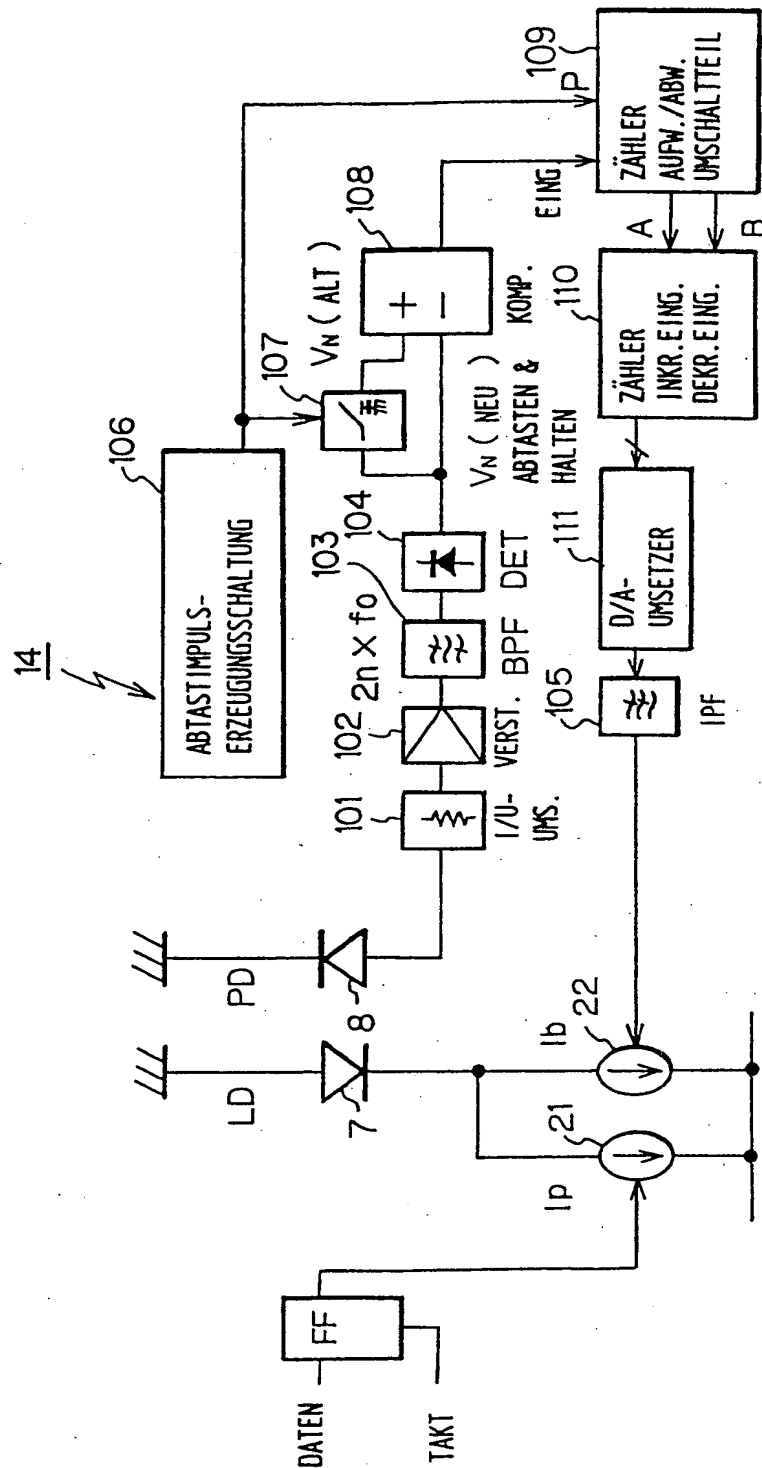 14
ABTASTIMPULS-
ERZEUGUNGSSCHALTUNG
106
LD
PD
7
8
101
I/U-
UMS.
102
VERST.
2n × fo
103
BPF
104
DET
107
VN (ALT)
VN (NEU)
ABTASTEN &
HALTEN
108
+
−
KOMP.
EING.
P
109
ZÄHLER
AUFW./ABW.
UMSCHALTTEIL
A
B
110
ZÄHLER
INKR.EING.
DEKR.EING.
111
D/A-
UMSETZER
105
IPF
Ib
22
Ip
21
DATEN
FF
TAKT